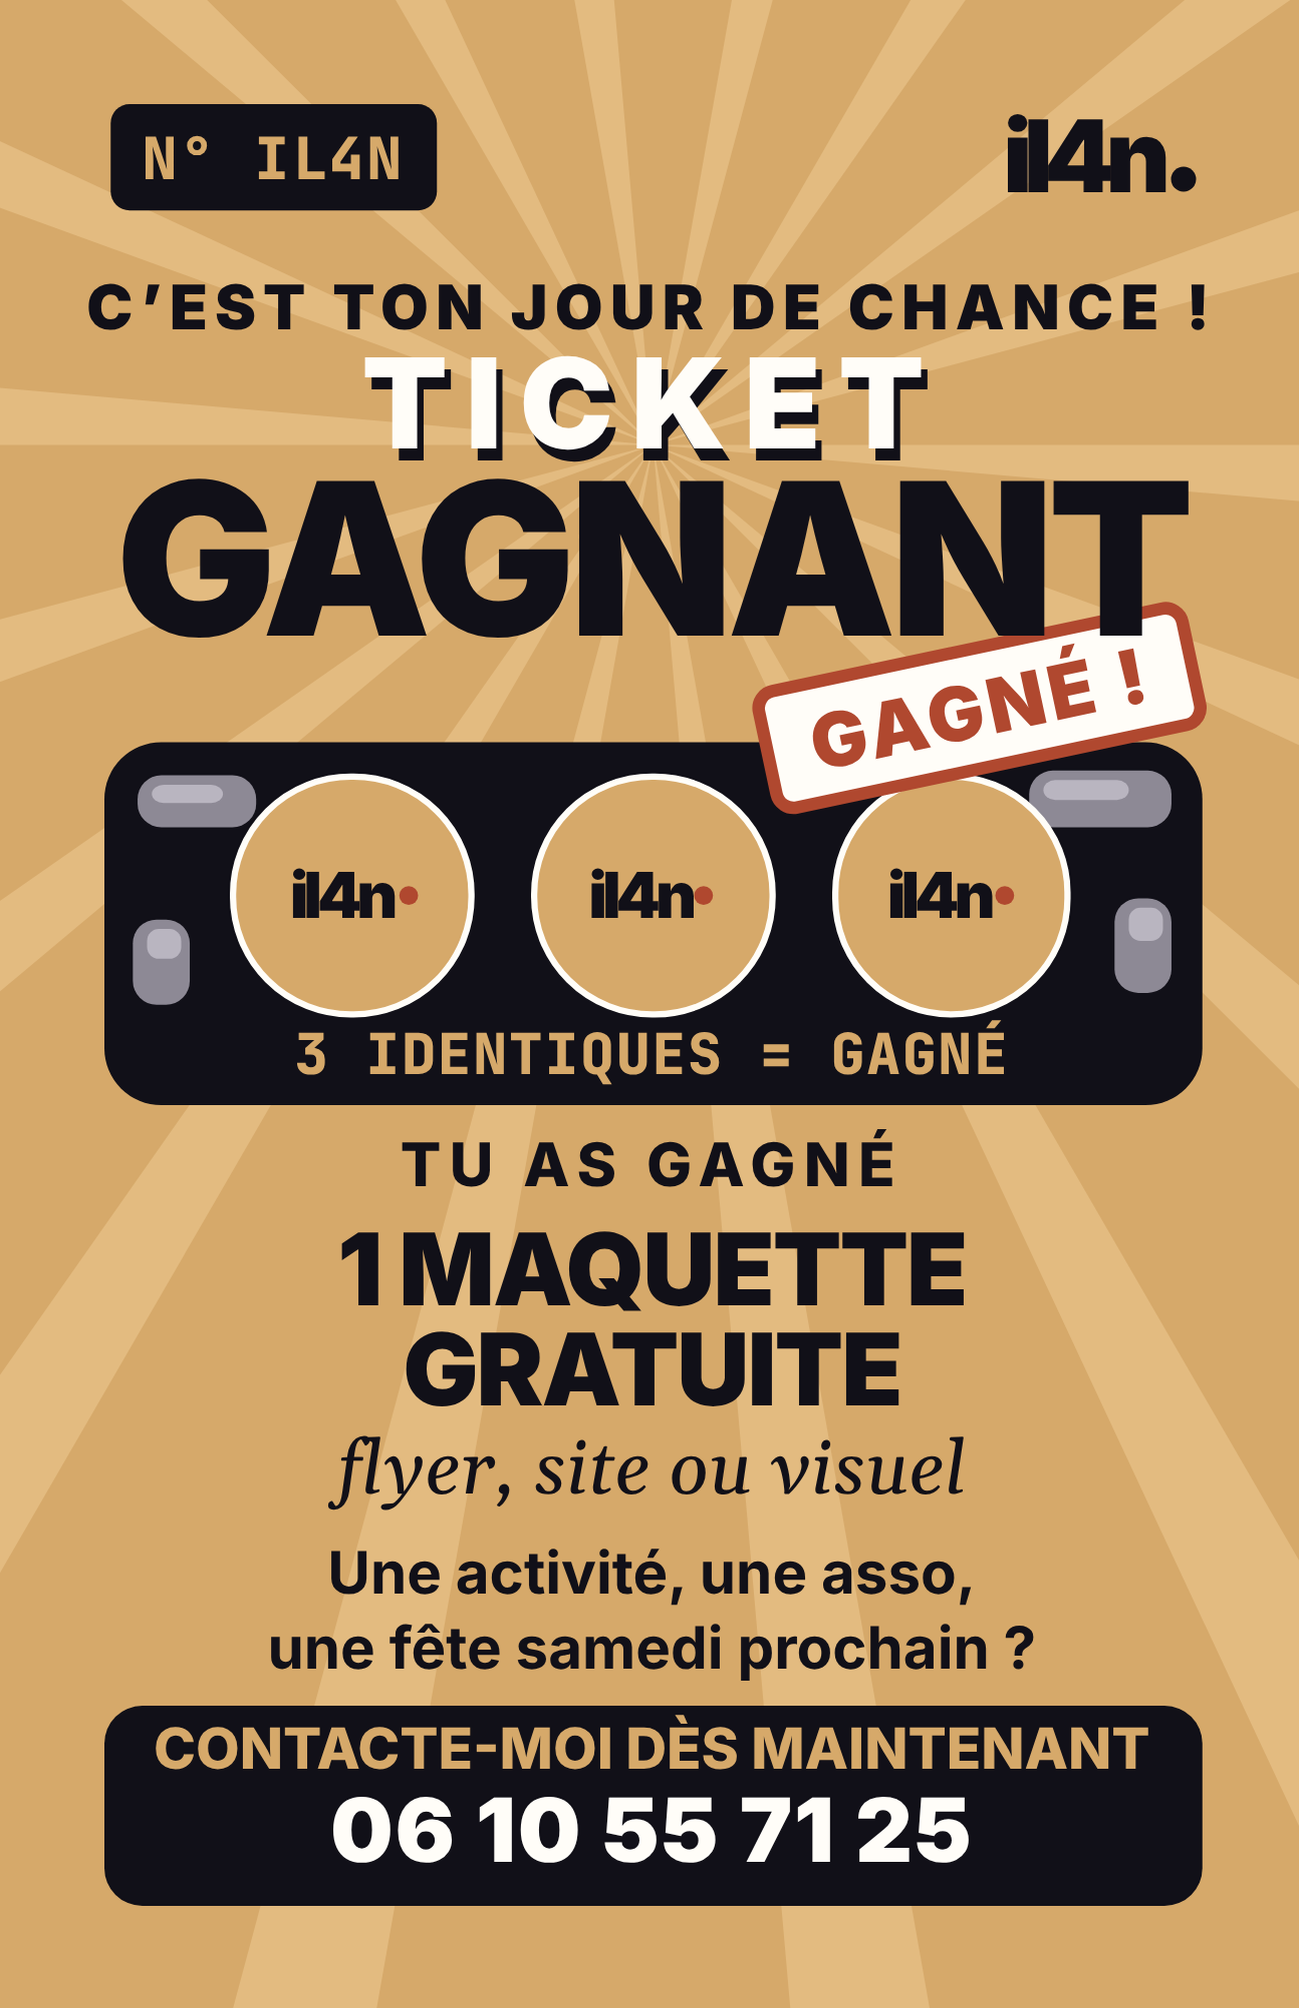 N° IL4N
il4n.
C’EST TON JOUR DE CHANCE !
TICKET
GAGNANT
GAGNÉ !
il4n• il4n• il4n•
3 IDENTIQUES = GAGNÉ
TU AS GAGNÉ
1 MAQUETTE
GRATUITE
flyer, site ou visuel
Une activité, une asso,
une fête samedi prochain ?
CONTACTE-MOI DÈS MAINTENANT
06 10 55 71 25